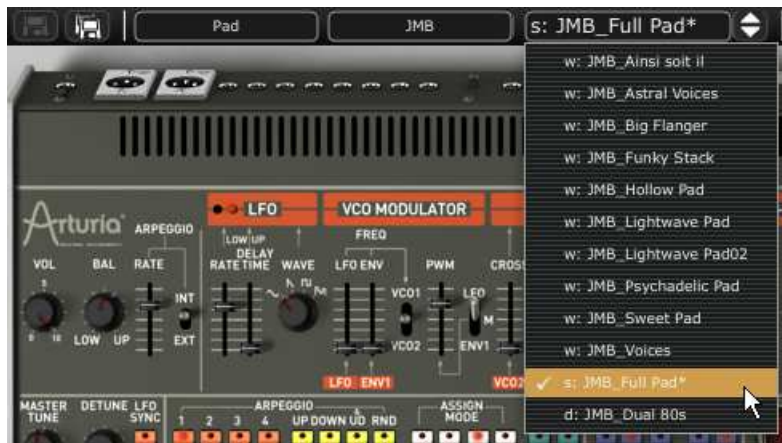 Pad
JMB
s: JMB_Full Pad*
w: JMB_Ainsi soit il
w: JMB_Astral Voices
w: JMB_Big Flanger
w: JMB_Funky Stack
w: JMB_Hollow Pad
w: JMB_Lightwave Pad
w: JMB_Lightwave Pad02
w: JMB_Psychadelic Pad
w: JMB_Sweet Pad
w: JMB_Voices
s: JMB_Full Pad*
d: JMB_Dual 80s
Arturia
ARPEGGIO
LFO
VCO MODULATOR
LOW UP
DELAY
FREQ
VOL BAL RATE RATE TIME WAVE LFO ENV PWM CROSS
5
0 10
LOW UP
INT
EXT
VCO1
VCO2
LFO
M
ENV1
LFO ENV1
VCO2
MASTER TUNE
DETUNE
LFO SYNC
ARPEGGIO
1 2 3 4 UP DOWN UD RND
ASSIGN MODE